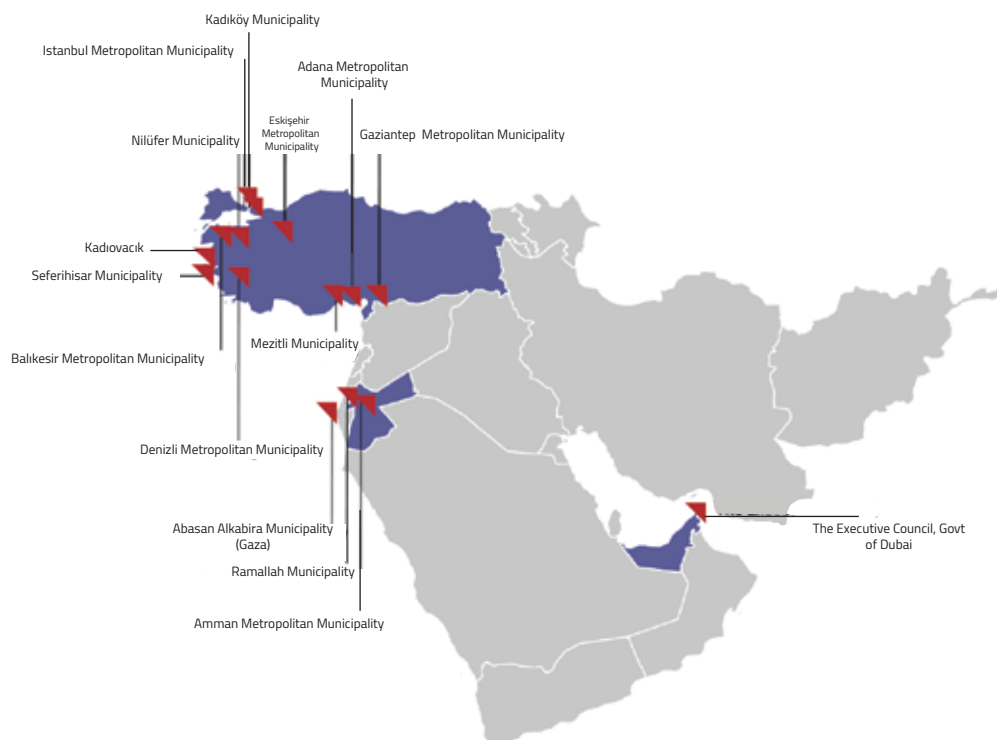 Kadıköy Municipality
Istanbul Metropolitan Municipality
Adana Metropolitan
Municipality
Nilüfer Municipality
Eskişehir
Metropolitan
Municipality
Gaziantep Metropolitan Municipality
Kadıovacık
Seferihisar Municipality
Mezitli Municipality
Balıkesir Metropolitan Municipality
Denizli Metropolitan Municipality
Abasan Alkabira Municipality
(Gaza)
The Executive Council, Govt
of Dubai
Ramallah Municipality
Amman Metropolitan Municipality